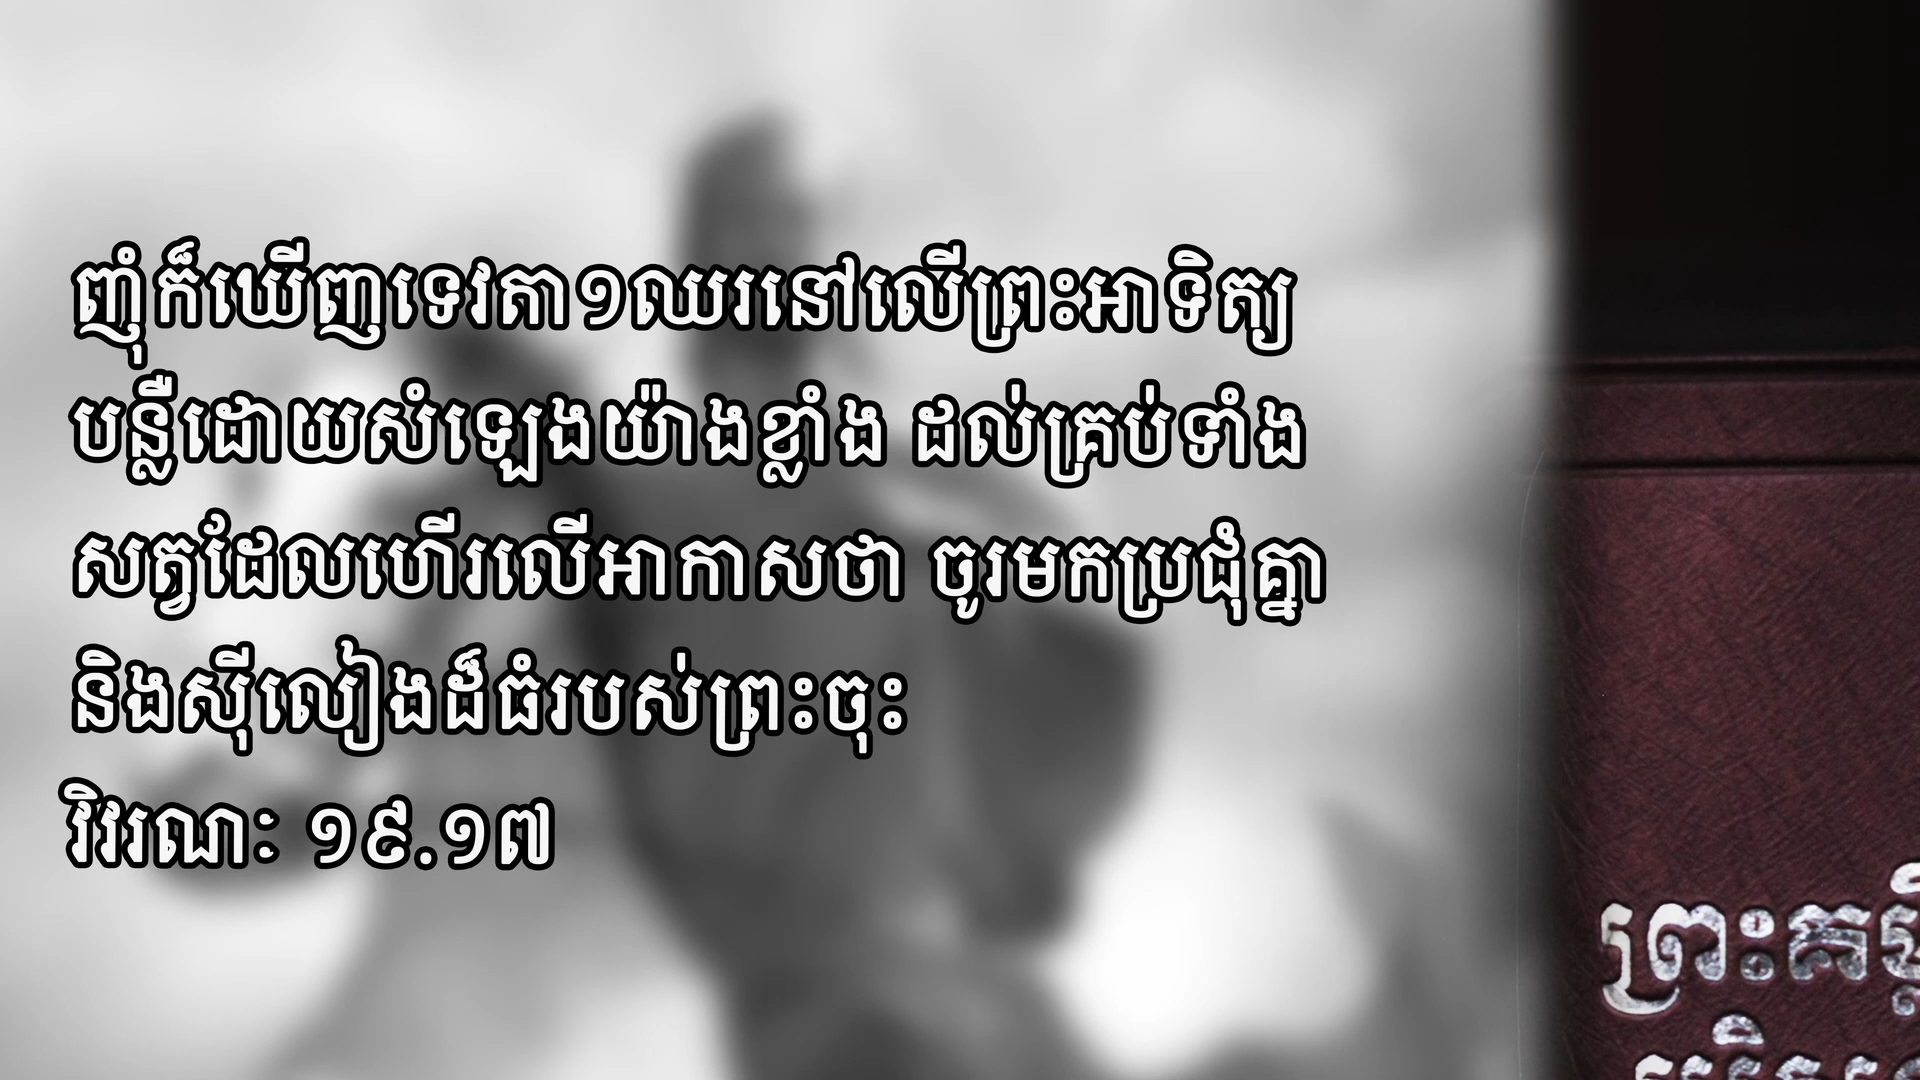 ញុំក៏ឃើញទេវតា១ឈរនៅលើព្រះអាទិត្យ
បន្លឺដោយសំឡេងយ៉ាងខ្លាំង ដល់គ្រប់ទាំង
សត្វដែលហើរលើអាកាសថា ចូរមកប្រជុំគ្នា
និងស៊ីលៀងដ៏ធំរបស់ព្រះចុះ
វិវរណៈ ១៩.១៧